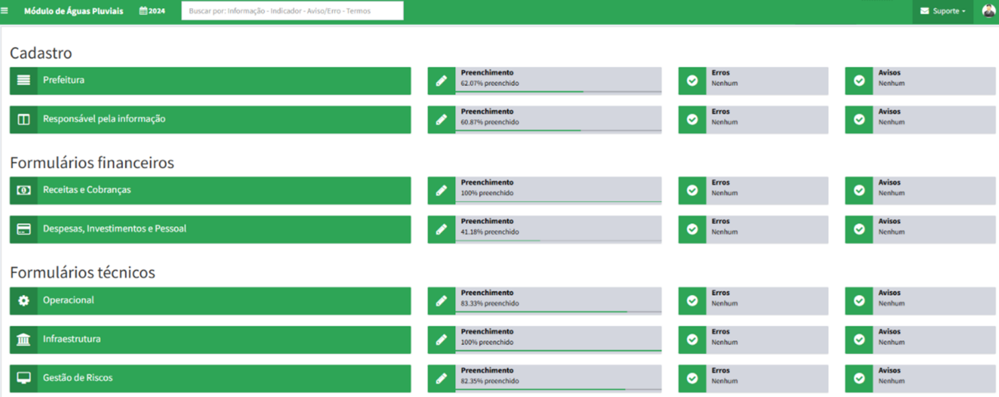 Módulo de Águas Pluviais 2024 Buscar por: Informação - Indicador - Aviso/Erro - Termos Suporte
Cadastro
Prefeitura
Preenchimento
62.07% preenchido
Erros
Nenhum
Avisos
Nenhum
Responsável pela informação
Preenchimento
60.87% preenchido
Erros
Nenhum
Avisos
Nenhum
Formulários financeiros
Receitas e Cobranças
Preenchimento
100% preenchido
Erros
Nenhum
Avisos
Nenhum
Despesas, Investimentos e Pessoal
Preenchimento
41.18% preenchido
Erros
Nenhum
Avisos
Nenhum
Formulários técnicos
Operacional
Preenchimento
83.33% preenchido
Erros
Nenhum
Avisos
Nenhum
Infraestrutura
Preenchimento
100% preenchido
Erros
Nenhum
Avisos
Nenhum
Gestão de Riscos
Preenchimento
82.35% preenchido
Erros
Nenhum
Avisos
Nenhum